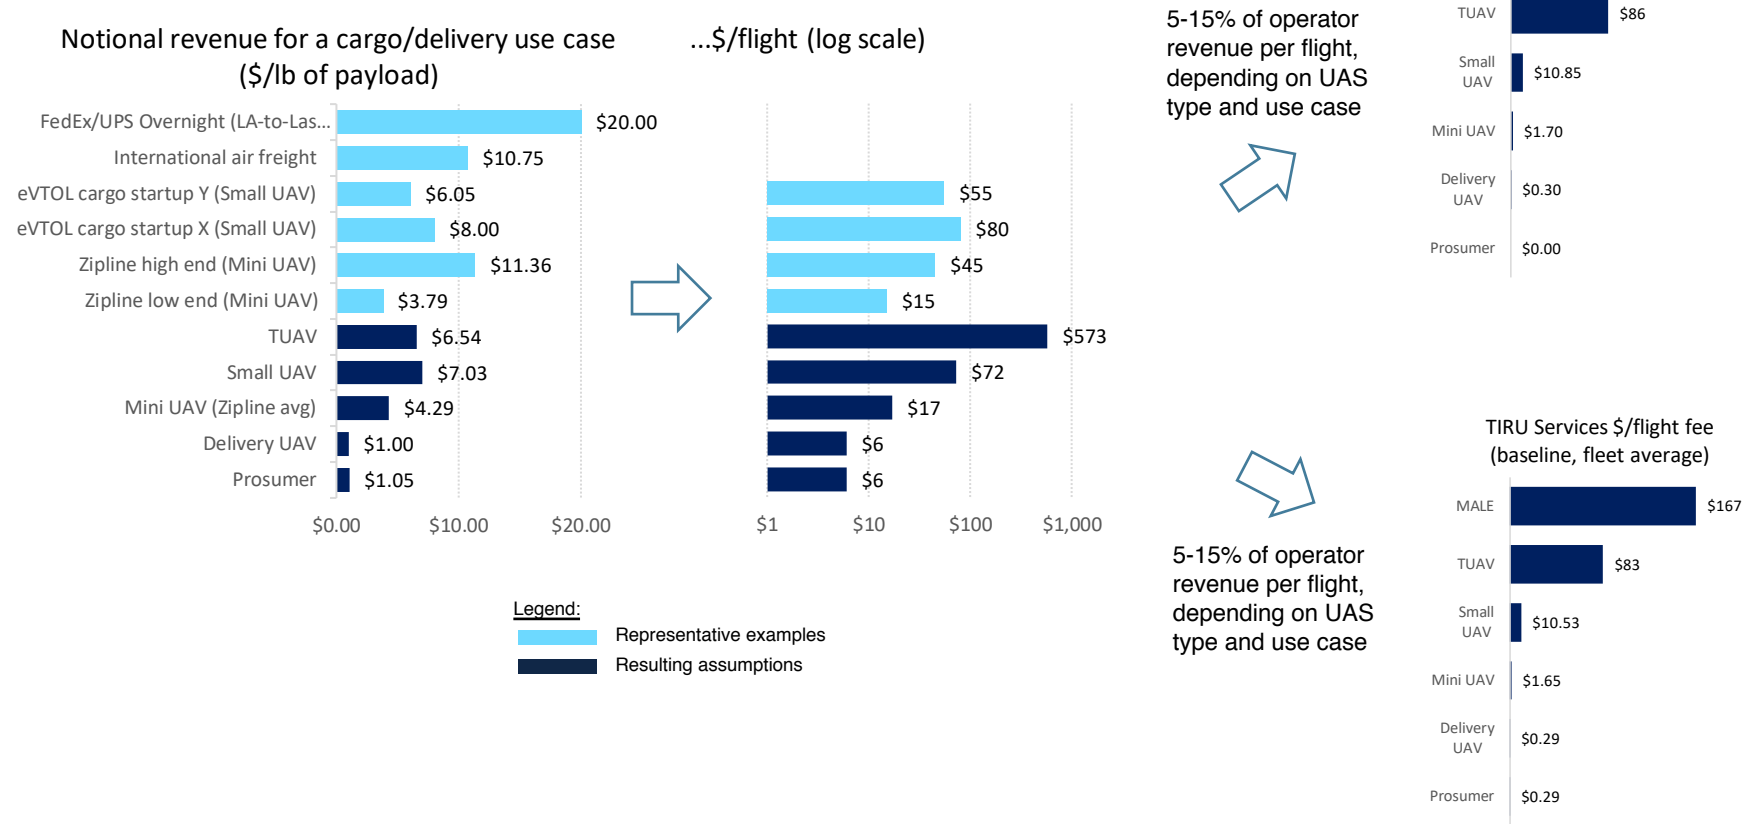 Notional revenue for a cargo/delivery use case
($/lb of payload)
FedEx/UPS Overnight (LA-to-Las...
$20.00
International air freight
$10.75
eVTOL cargo startup Y (Small UAV)
$6.05
eVTOL cargo startup X (Small UAV)
$8.00
Zipline high end (Mini UAV)
$11.36
Zipline low end (Mini UAV)
$3.79
TUAV
$6.54
Small UAV
$7.03
Mini UAV (Zipline avg)
$4.29
Delivery UAV
$1.00
Prosumer
$1.05
$0.00
$10.00
$20.00
...$/flight (log scale)
$55
$80
$45
$15
$573
$72
$17
$6
$6
$1
$10
$100
$1,000
Legend:
Representative examples
Resulting assumptions
5-15% of operator
revenue per flight,
depending on UAS
type and use case
TUAV
$86
Small
UAV
$10.85
Mini UAV
$1.70
Delivery
UAV
$0.30
Prosumer
$0.00
5-15% of operator
revenue per flight,
depending on UAS
type and use case
TIRU Services $/flight fee
(baseline, fleet average)
MALE
$167
TUAV
$83
Small
UAV
$10.53
Mini UAV
$1.65
Delivery
UAV
$0.29
Prosumer
$0.29